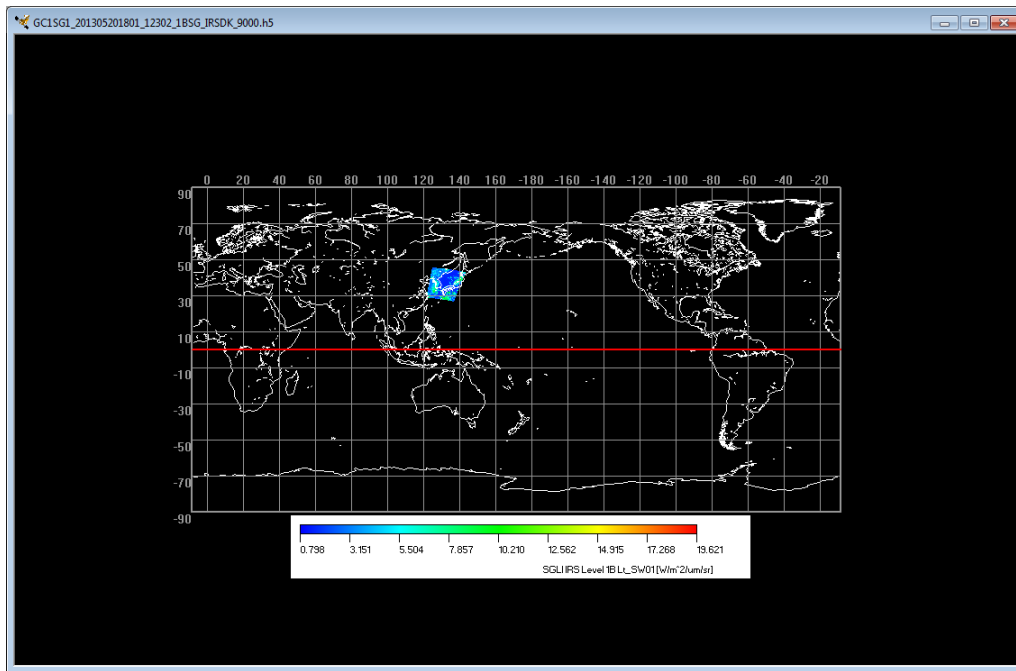 GC1SG1_201305201801_12302_1BSG_IRSDK_9000.h5
0 20 40 60 80 100 120 140 160 -180 -160 -140 -120 -100 -80 -60 -40 -20
90
70
50
30
10
-10
-30
-50
-70
-90
0.798 3.151 5.504 7.857 10.210 12.562 14.915 17.268 19.621
SGLI IRS Level 1B Lt_SW01 [W/m^2/um/sr]